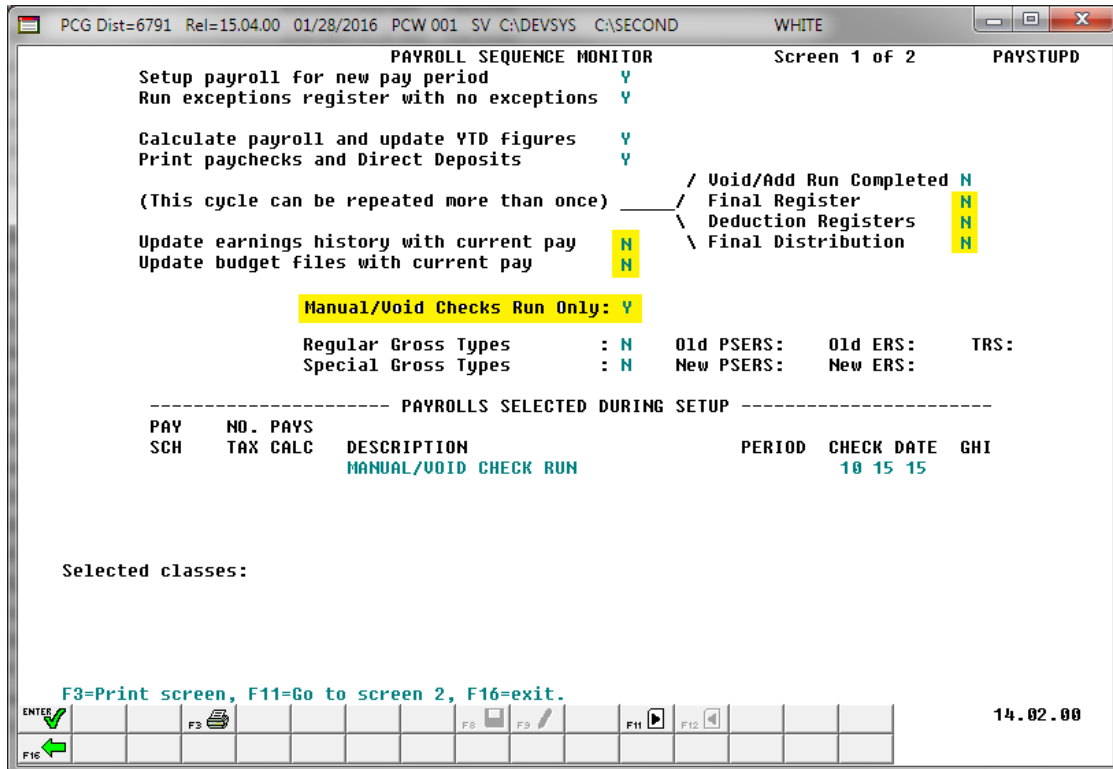 PCG Dist=6791 Rel=15.04.00 01/28/2016 PCW 001 SV C:\DEVSYS C:\SECOND WHITE
PAYROLL SEQUENCE MONITOR Screen 1 of 2 PAYSTUPD
Setup payroll for new pay period Y
Run exceptions register with no exceptions Y
Calculate payroll and update YTD figures Y
Print paychecks and Direct Deposits Y
/ Void/Add Run Completed N
(This cycle can be repeated more than once) _____/ Final Register N
\ Deduction Registers N
Update earnings history with current pay N \ Final Distribution N
Update budget files with current pay N
Manual/Void Checks Run Only: Y
Regular Gross Types : N Old PSERS: Old ERS: TRS:
Special Gross Types : N New PSERS: New ERS:
---------------------- PAYROLLS SELECTED DURING SETUP -----------------------
PAY NO. PAYS
SCH TAX CALC DESCRIPTION PERIOD CHECK DATE GHI
MANUAL/VOID CHECK RUN 10 15 15
Selected classes:
F3=Print screen, F11=Go to screen 2, F16=exit.
ENTER F3 F8 F9 F11 F12 14.02.00
F16